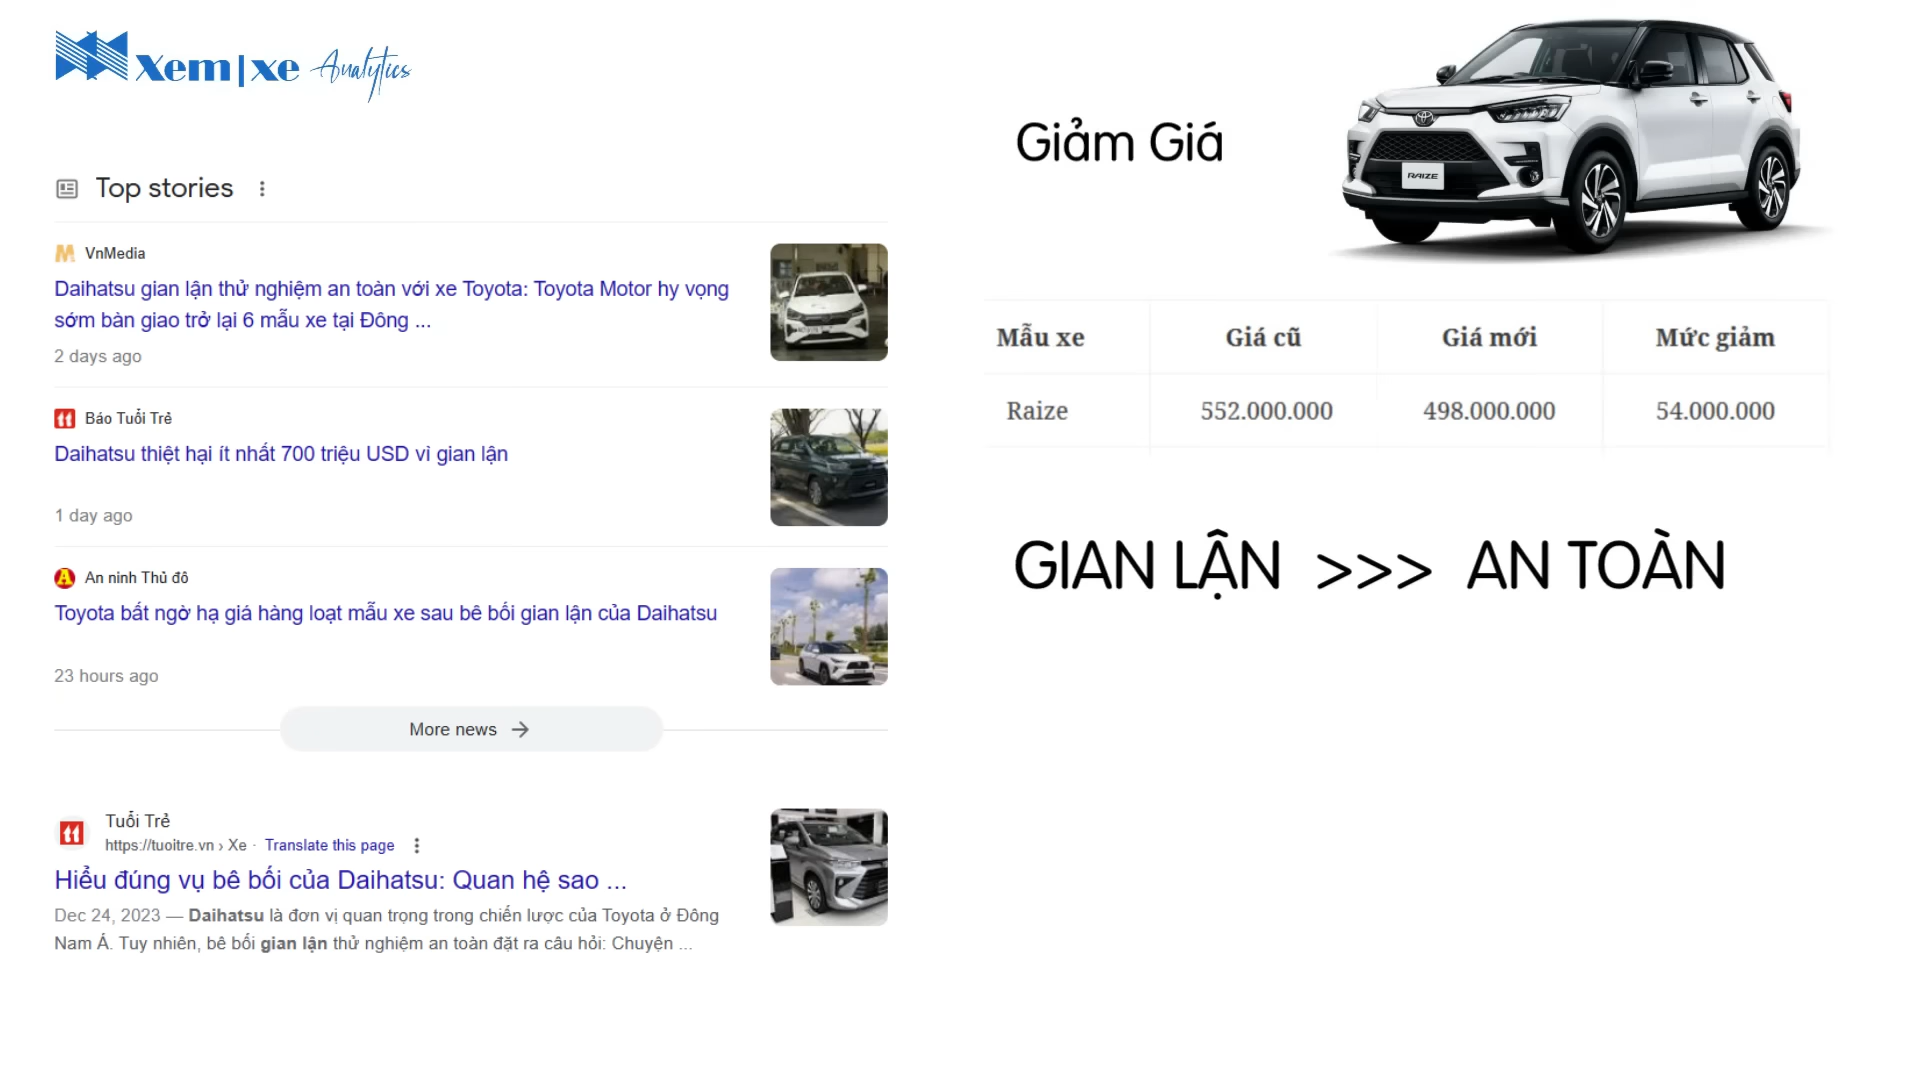 Xem|xe Analytics
Top stories
VnMedia
Daihatsu gian lận thử nghiệm an toàn với xe Toyota: Toyota Motor hy vọng
sớm bàn giao trở lại 6 mẫu xe tại Đông ...
2 days ago
Báo Tuổi Trẻ
Daihatsu thiệt hại ít nhất 700 triệu USD vì gian lận
1 day ago
An ninh Thủ đô
Toyota bất ngờ hạ giá hàng loạt mẫu xe sau bê bối gian lận của Daihatsu
23 hours ago
More news
Tuổi Trẻ
https://tuoitre.vn › Xe · Translate this page
Hiểu đúng vụ bê bối của Daihatsu: Quan hệ sao ...
Dec 24, 2023 — Daihatsu là đơn vị quan trọng trong chiến lược của Toyota ở Đông
Nam Á. Tuy nhiên, bê bối gian lận thử nghiệm an toàn đặt ra câu hỏi: Chuyện ...
Giảm Giá
RAIZE
Mẫu xe Giá cũ Giá mới Mức giảm
Raize 552.000.000 498.000.000 54.000.000
GIAN LẬN >>> AN TOÀN